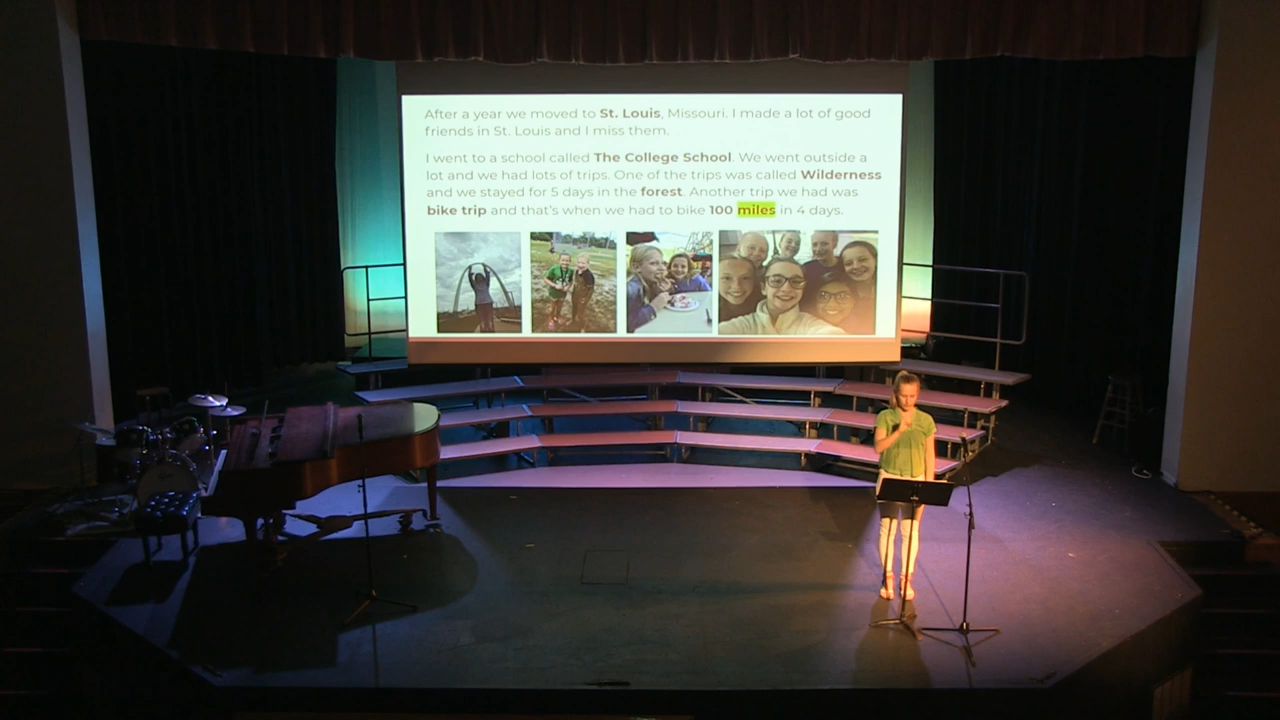 After a year we moved to St. Louis, Missouri. I made a lot of good
friends in St. Louis and I miss them.
I went to a school called The College School. We went outside a
lot and we had lots of trips. One of the trips was called Wilderness
and we stayed for 5 days in the forest. Another trip we had was
bike trip and that's when we had to bike 100 miles in 4 days.